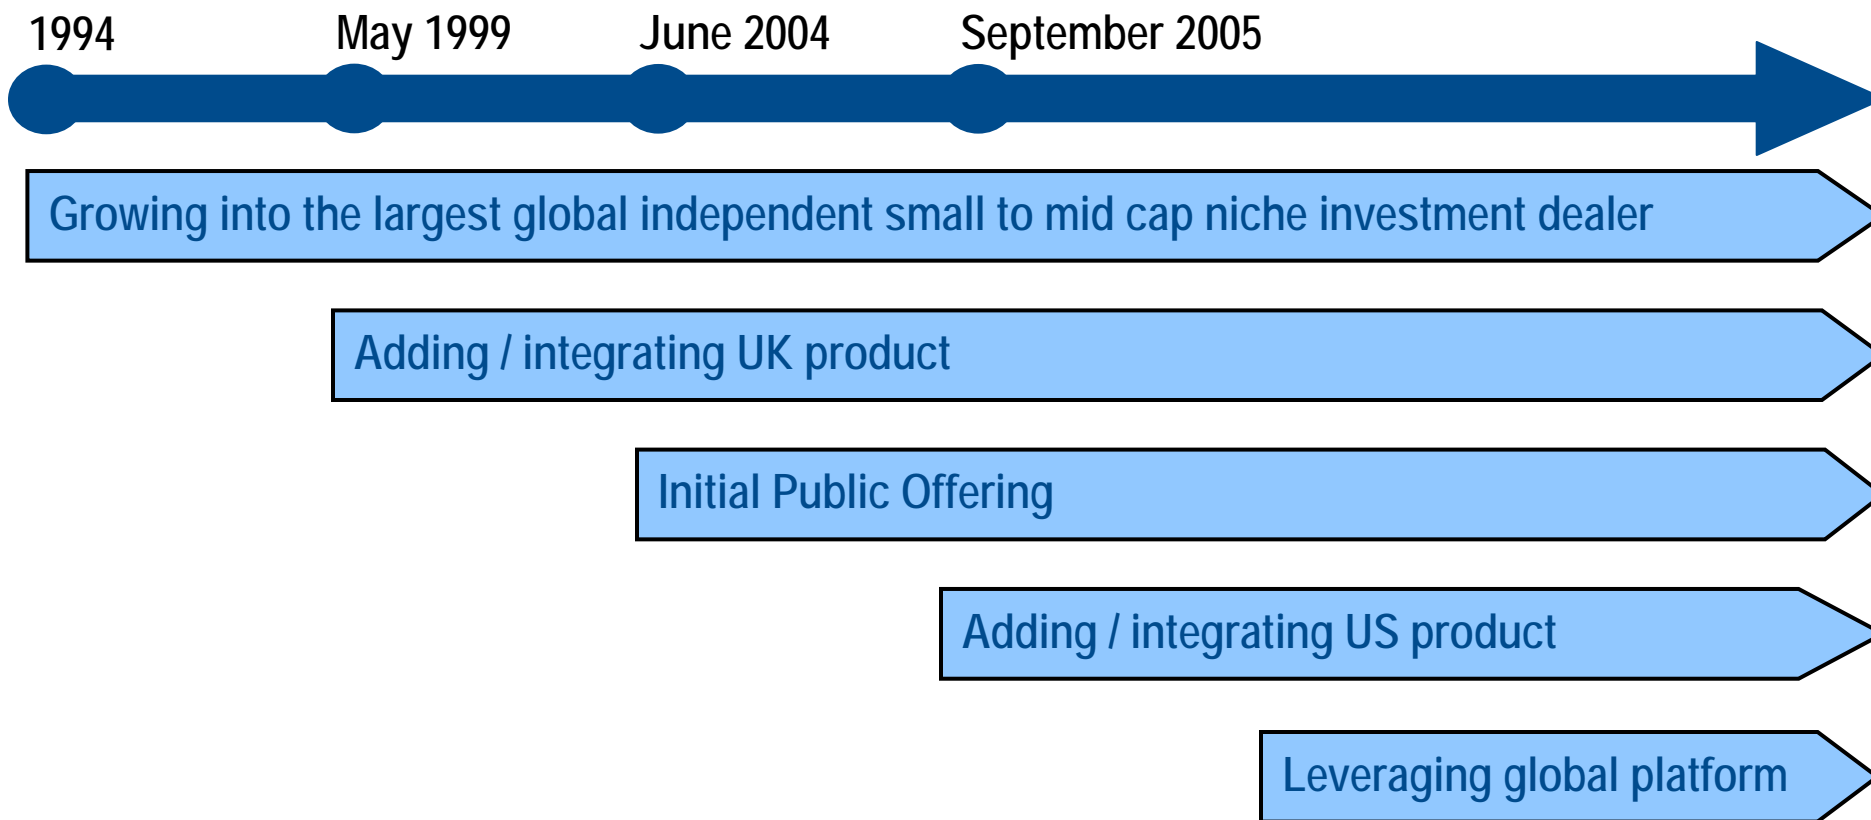 1994
May 1999
June 2004
September 2005
Growing into the largest global independent small to mid cap niche investment dealer
Adding / integrating UK product
Initial Public Offering
Adding / integrating US product
Leveraging global platform